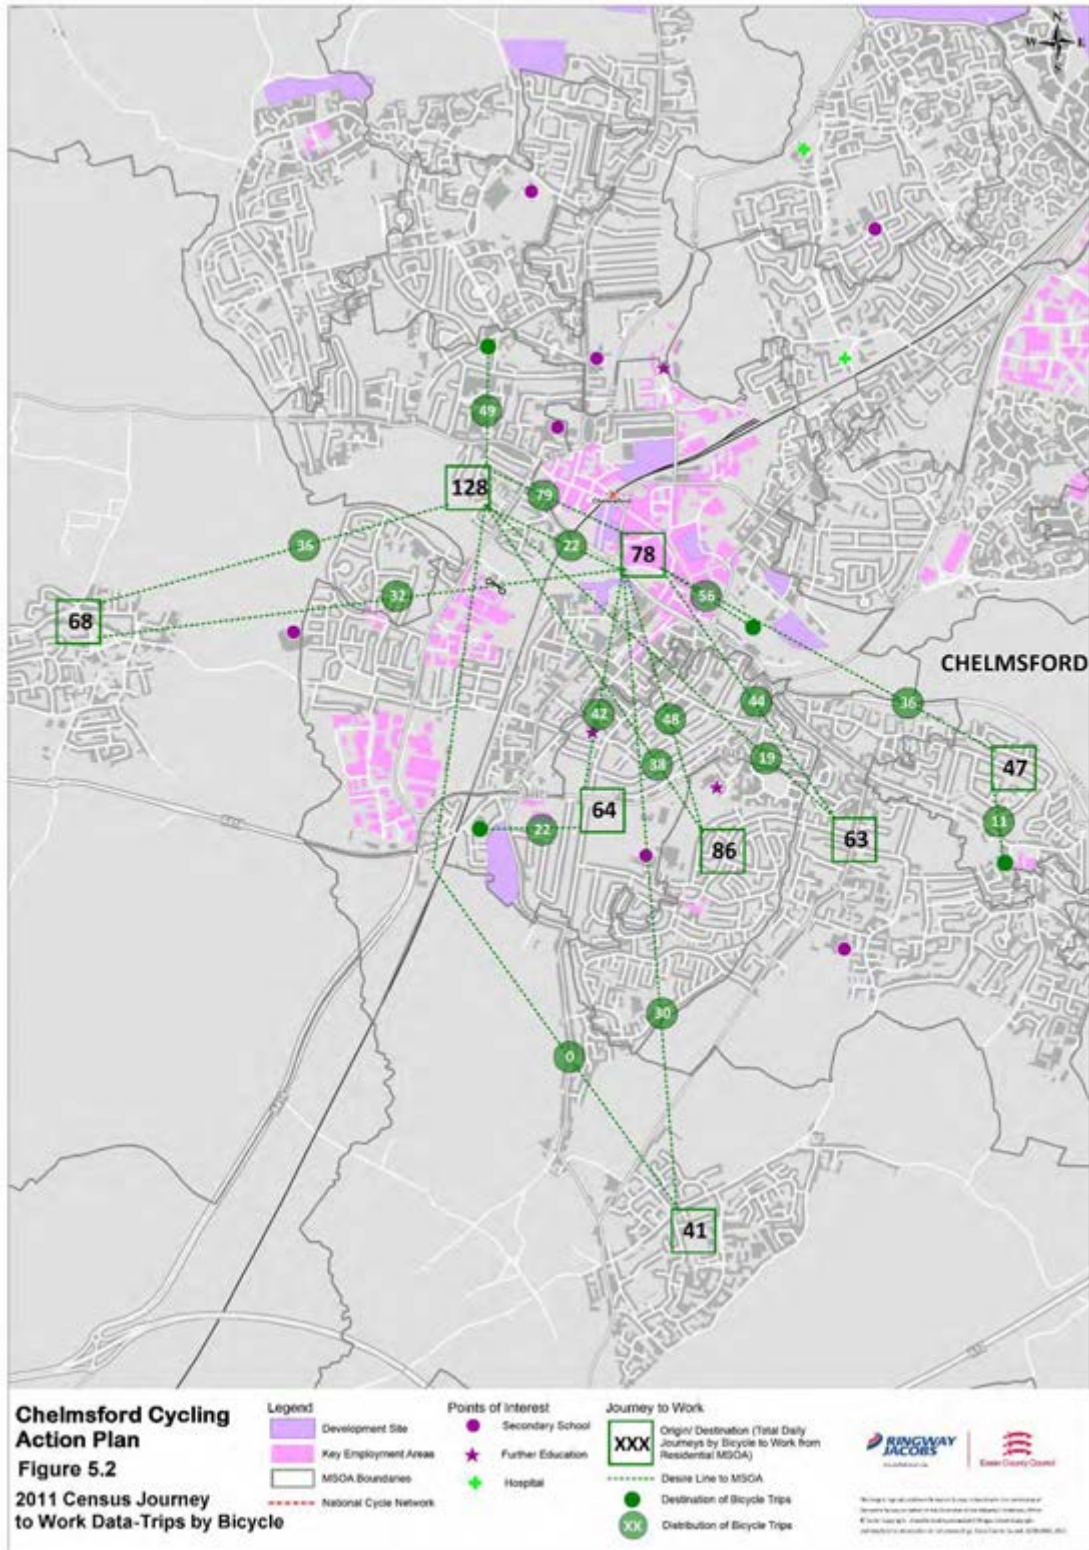 N
W
E
S
49
128
79
22
78
36
32
56
68
CHELMSFORD
36
42
48
44
38
19
47
64
11
22
86
63
30
0
41
Chelmsford Cycling
Action Plan
Figure 5.2
2011 Census Journey
to Work Data-Trips by Bicycle
Legend
Development Site
Key Employment Areas
MSOA Boundaries
National Cycle Network
Points of Interest
Secondary School
Further Education
Hospital
Journey to Work
XXX
Origin/ Destination (Total Daily
Journeys by Bicycle to Work from
Residential MSOA)
Desire Line to MSOA
Destination of Bicycle Trips
XX
Distribution of Bicycle Trips
RINGWAY
JACOBS
Essex County Council